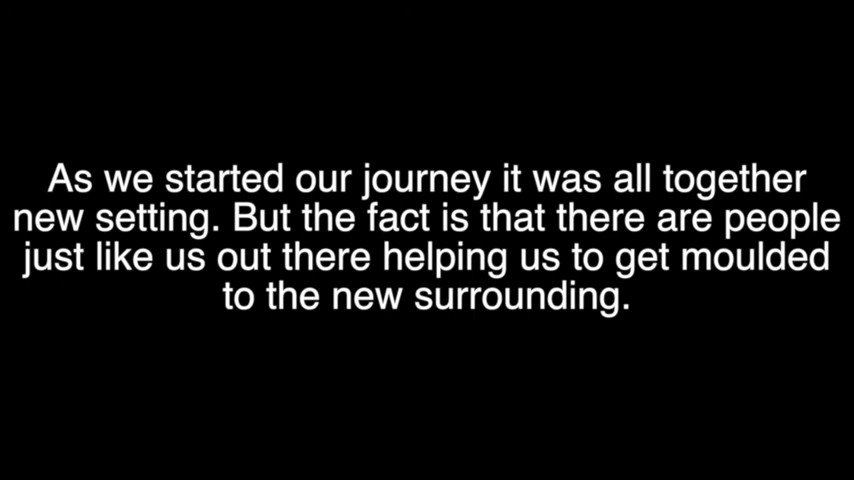 As we started our journey it was all together
new setting. But the fact is that there are people
just like us out there helping us to get moulded
to the new surrounding.